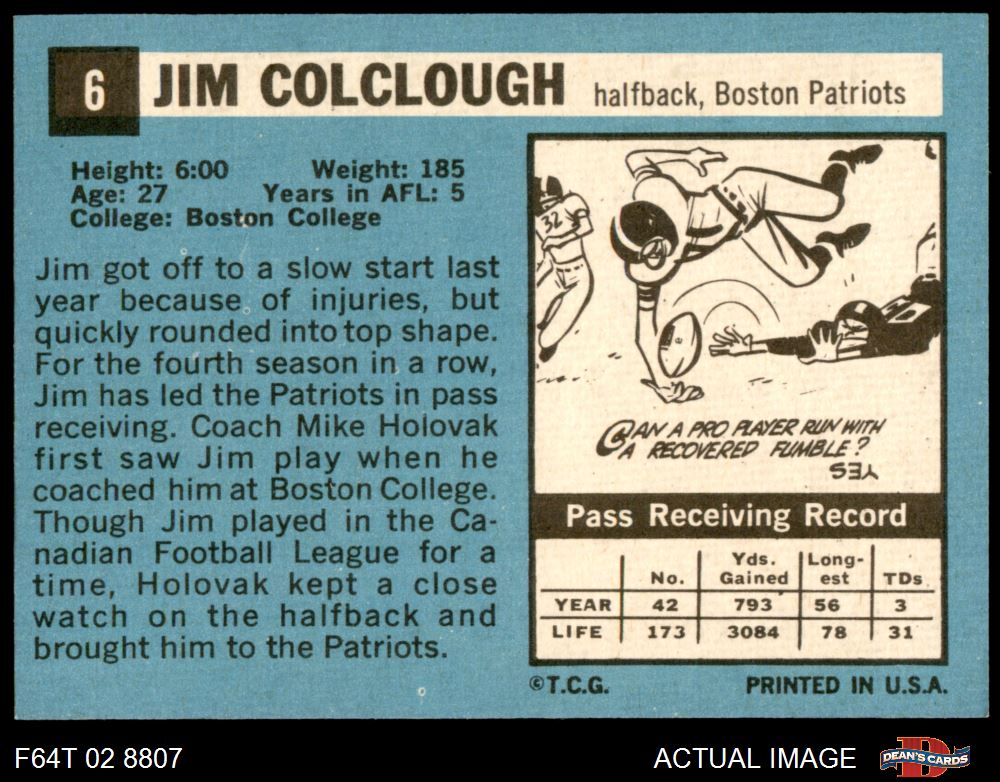 6 JIM COLCLOUGH halfback, Boston Patriots
Height: 6:00 Weight: 185
Age: 27 Years in AFL: 5
College: Boston College
Jim got off to a slow start last
year because of injuries, but
quickly rounded into top shape.
For the fourth season in a row,
Jim has led the Patriots in pass
receiving. Coach Mike Holovak
first saw Jim play when he
coached him at Boston College.
Though Jim played in the Ca-
nadian Football League for a
time, Holovak kept a close
watch on the halfback and
brought him to the Patriots.
32
CAN A PRO PLAYER RUN WITH
A RECOVERED FUMBLE?
YES
Pass Receiving Record
No. Yds. Gained Long-est TDs
YEAR 42 793 56 3
LIFE 173 3084 78 31
©T.C.G. PRINTED IN U.S.A.
F64T 02 8807 ACTUAL IMAGE DEAN'S CARDS